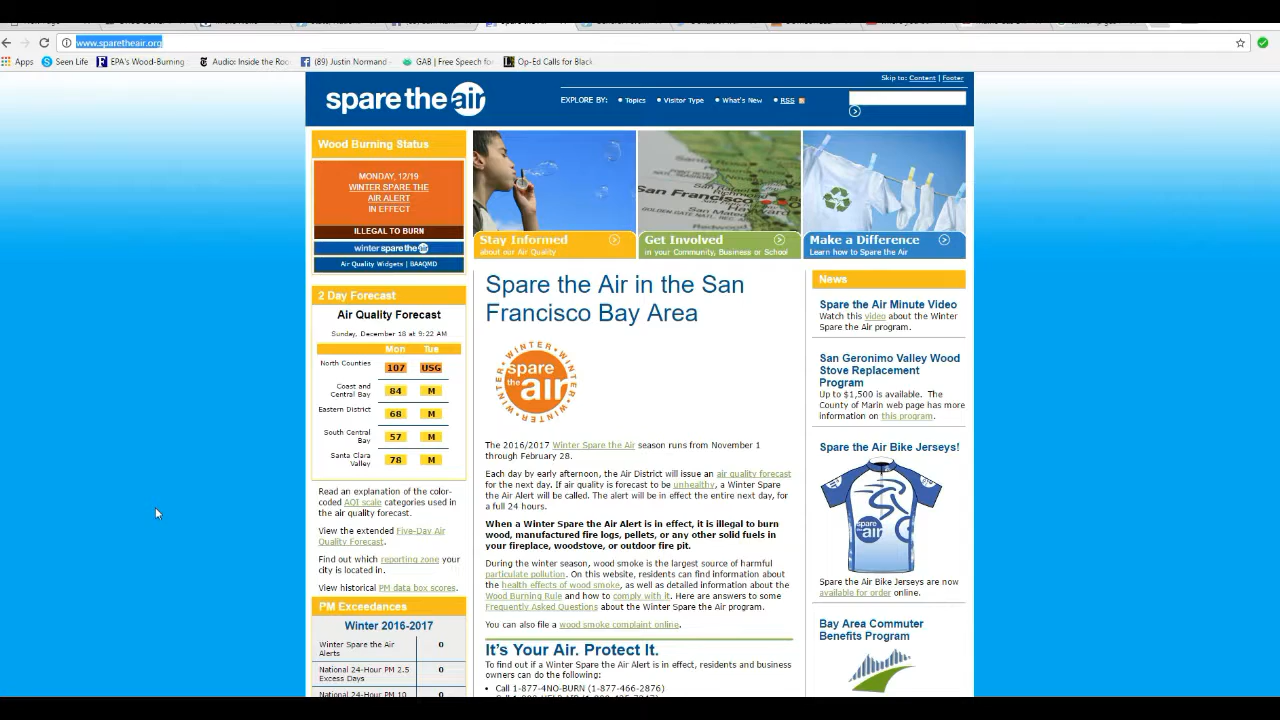 www.sparetheair.org
Apps
Seen Life
EPA's Wood-Burning
Audio: Inside the Roo
(89) Justin Normand
GAB | Free Speech fo
Op-Ed Calls for Black
Skip to: Content | Footer
spare the air
EXPLORE BY: Topics Visitor Type What's New RSS
Wood Burning Status
MONDAY, 12/19
WINTER SPARE THE
AIR ALERT
IN EFFECT
ILLEGAL TO BURN
winter spare the air
Air Quality Widgets | BAAQMD
Stay Informed
about our Air Quality
San Francisco
Get Involved
in your Community, Business or School
Make a Difference
Learn how to Spare the Air
2 Day Forecast
Air Quality Forecast
Sunday, December 18 at 9:22 AM
Mon Tue
North Counties 107 USG
Coast and
Central Bay 84 M
Eastern District 68 M
South Central
Bay 57 M
Santa Clara
Valley 78 M
Read an explanation of the color-
coded AQI scale categories used in
the air quality forecast.
View the extended Five-Day Air
Quality Forecast.
Find out which reporting zone your
city is located in.
View historical PM data box scores.
PM Exceedances
Winter 2016-2017
Winter Spare the Air
Alerts 0
National 24-Hour PM 2.5
Excess Days 0
National 24-Hour PM 10 0
Spare the Air in the San
Francisco Bay Area
WINTER WINTER WINTER
spare
the air
The 2016/2017 Winter Spare the Air season runs from November 1
through February 28.
Each day by early afternoon, the Air District will issue an air quality forecast
for the next day. If air quality is forecast to be unhealthy, a Winter Spare
the Air Alert will be called. The alert will be in effect the entire next day, for
a full 24 hours.
When a Winter Spare the Air Alert is in effect, it is illegal to burn
wood, manufactured fire logs, pellets, or any other solid fuels in
your fireplace, woodstove, or outdoor fire pit.
During the winter season, wood smoke is the largest source of harmful
particulate pollution. On this website, residents can find information about
the health effects of wood smoke, as well as detailed information about the
Wood Burning Rule and how to comply with it. Here are answers to some
Frequently Asked Questions about the Winter Spare the Air program.
You can also file a wood smoke complaint online.
It's Your Air. Protect It.
To find out if a Winter Spare the Air Alert is in effect, residents and business
owners can do the following:
• Call 1-877-4NO-BURN (1-877-466-2876)
News
Spare the Air Minute Video
Watch this video about the Winter
Spare the Air program.
San Geronimo Valley Wood
Stove Replacement
Program
Up to $1,500 is available. The
County of Marin web page has more
information on this program.
Spare the Air Bike Jerseys!
spare
the air
Spare the Air Bike Jerseys are now
available for order online.
Bay Area Commuter
Benefits Program